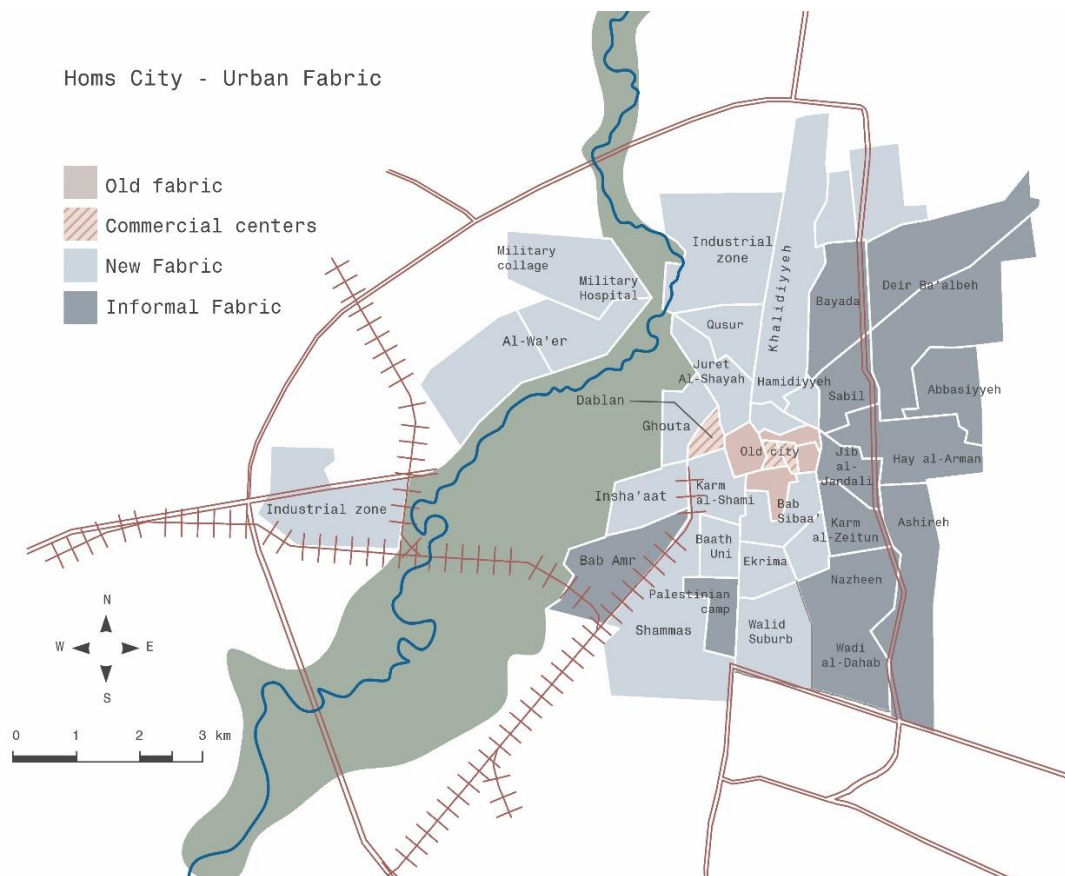 Homs City - Urban Fabric
Old fabric
Commercial centers
New Fabric
Informal Fabric
Military
collage
Military
Hospital
Al-Wa'er
Industrial
zone
Khalidiyyeh
Bayada
Deir Ba'albeh
Qusur
Juret
Al-Shayah
Hamidiyyeh
Sabil
Abbasiyyeh
Dablan
Ghouta
Old city
Jib
al-
Jandali
Hay al-Arman
Industrial zone
Insha'aat
Karm
al-Shami
Bab
Sibaa'
Karm
al-Zeitun
Ashireh
Bab Amr
Baath
Uni
Ekrima
Nazheen
Palestinian
camp
Shammas
Walid
Suburb
Wadi
al-Dahab
N
W
E
S
0 1 2 3 km